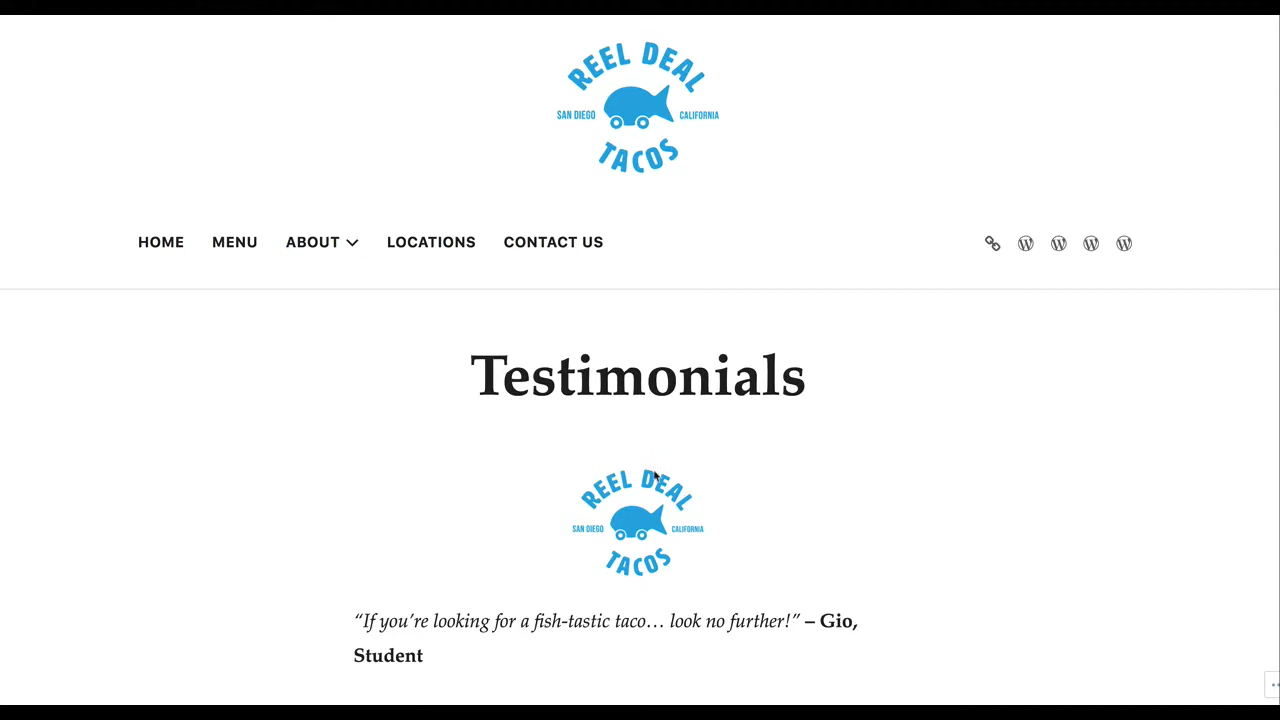 REEL DEAL
SAN DIEGO CALIFORNIA
TACOS
HOME MENU ABOUT LOCATIONS CONTACT US
Testimonials
REEL DEAL
SAN DIEGO CALIFORNIA
TACOS
“If you’re looking for a fish-tastic taco… look no further!” – Gio,
Student